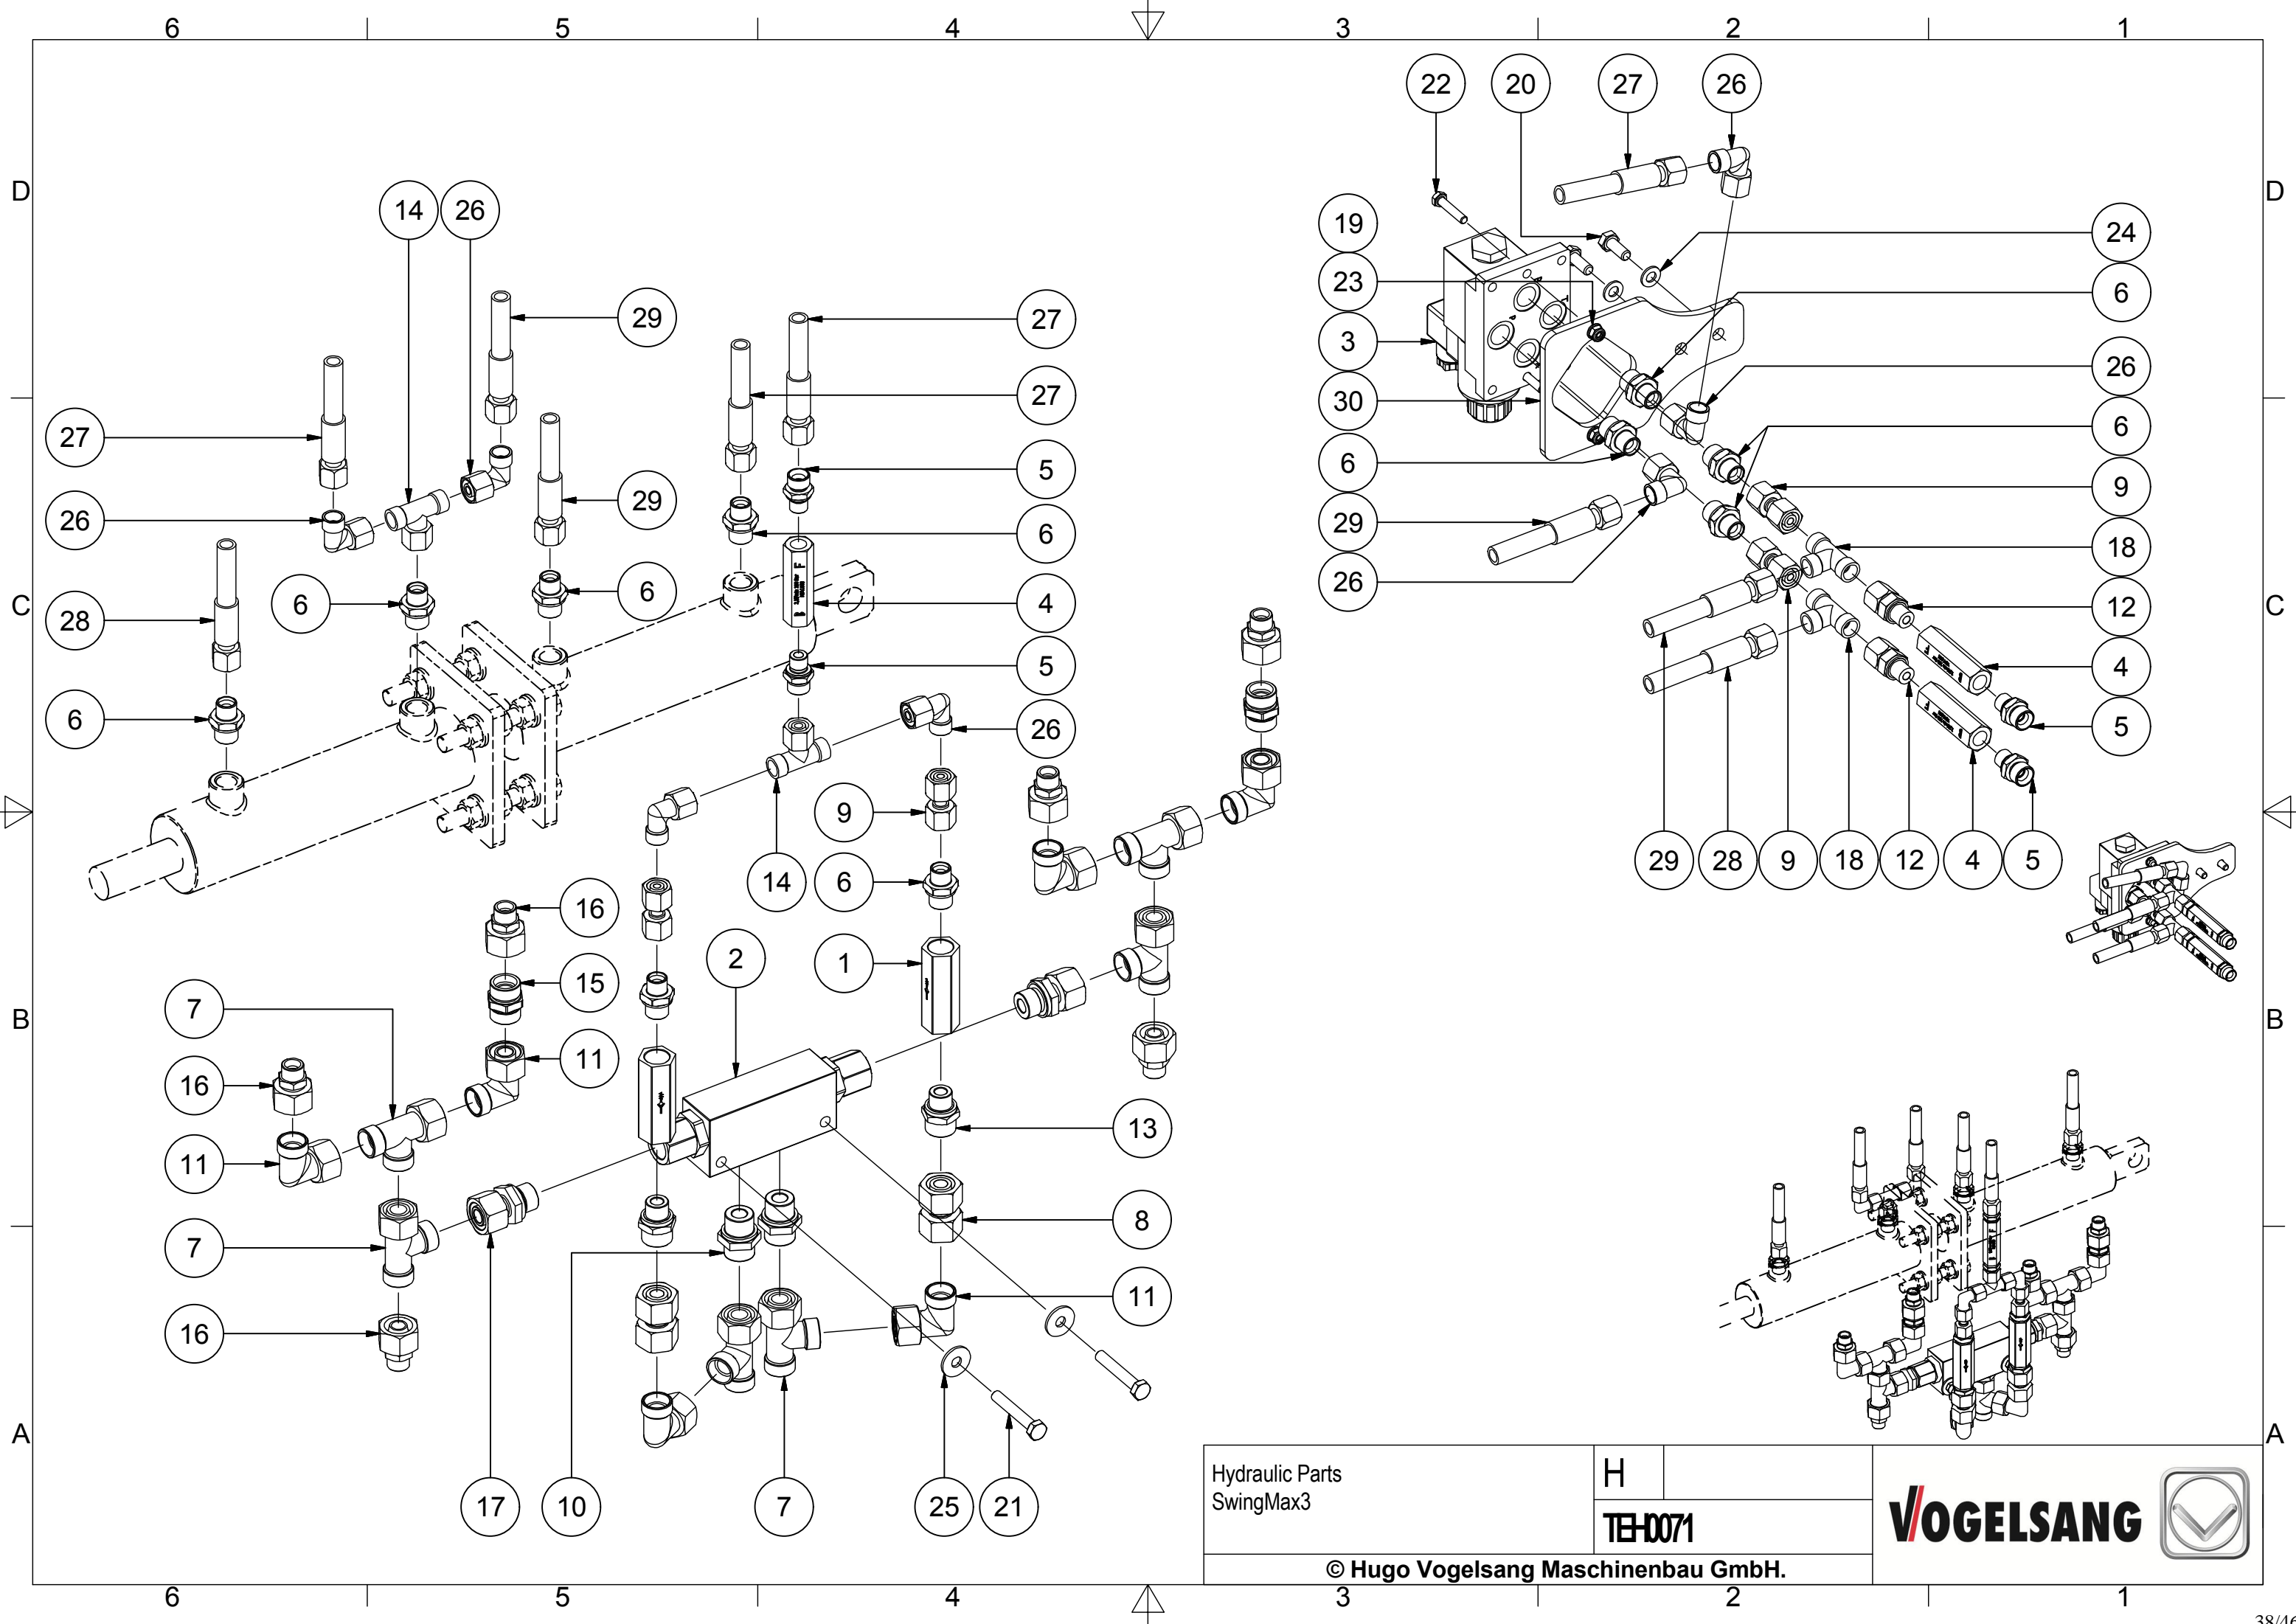 6 5 4 3 2 1
22 20 27 26
D D
14 26 19 24
23 6
29 27 3
27 30 26
27 26 5 6 6
29 29 9
26 6 26 18
C 28 6 6 4 12 C
5 4
6 26 5
9 29 28 9 18 12 4 5
14 6
16
2 1
15
7
B B
11
16
13
11
8
7
11
16
A A
17 10 7 25 21
Hydraulic Parts
SwingMax3
H
TEH0071
VOGELSANG
© Hugo Vogelsang Maschinenbau GmbH.
6 5 4 3 2 1